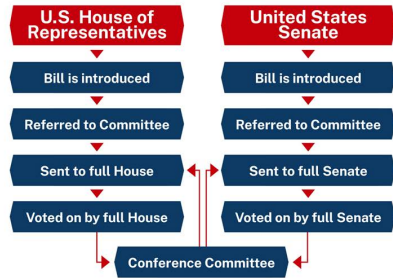 U.S. House of
Representatives
Bill is introduced
Referred to Committee
Sent to full House
Voted on by full House
United States
Senate
Bill is introduced
Referred to Committee
Sent to full Senate
Voted on by full Senate
Conference Committee